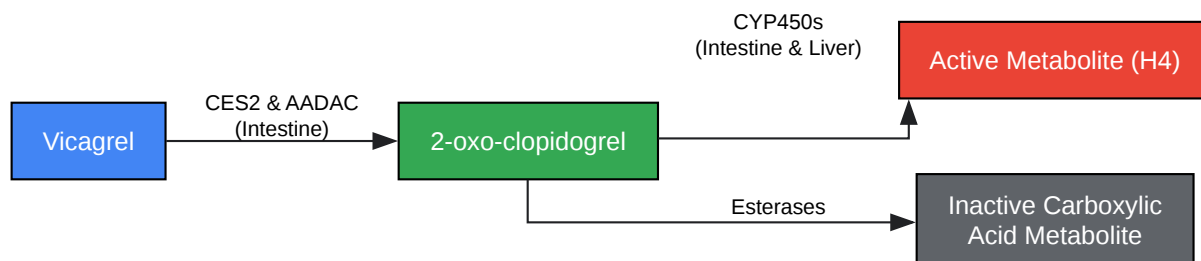 CYP450s
(Intestine & Liver)
Active Metabolite (H4)
CES2 & AADAC
(Intestine)
Vicagrel
2-oxo-clopidogrel
Esterases
Inactive Carboxylic
Acid Metabolite